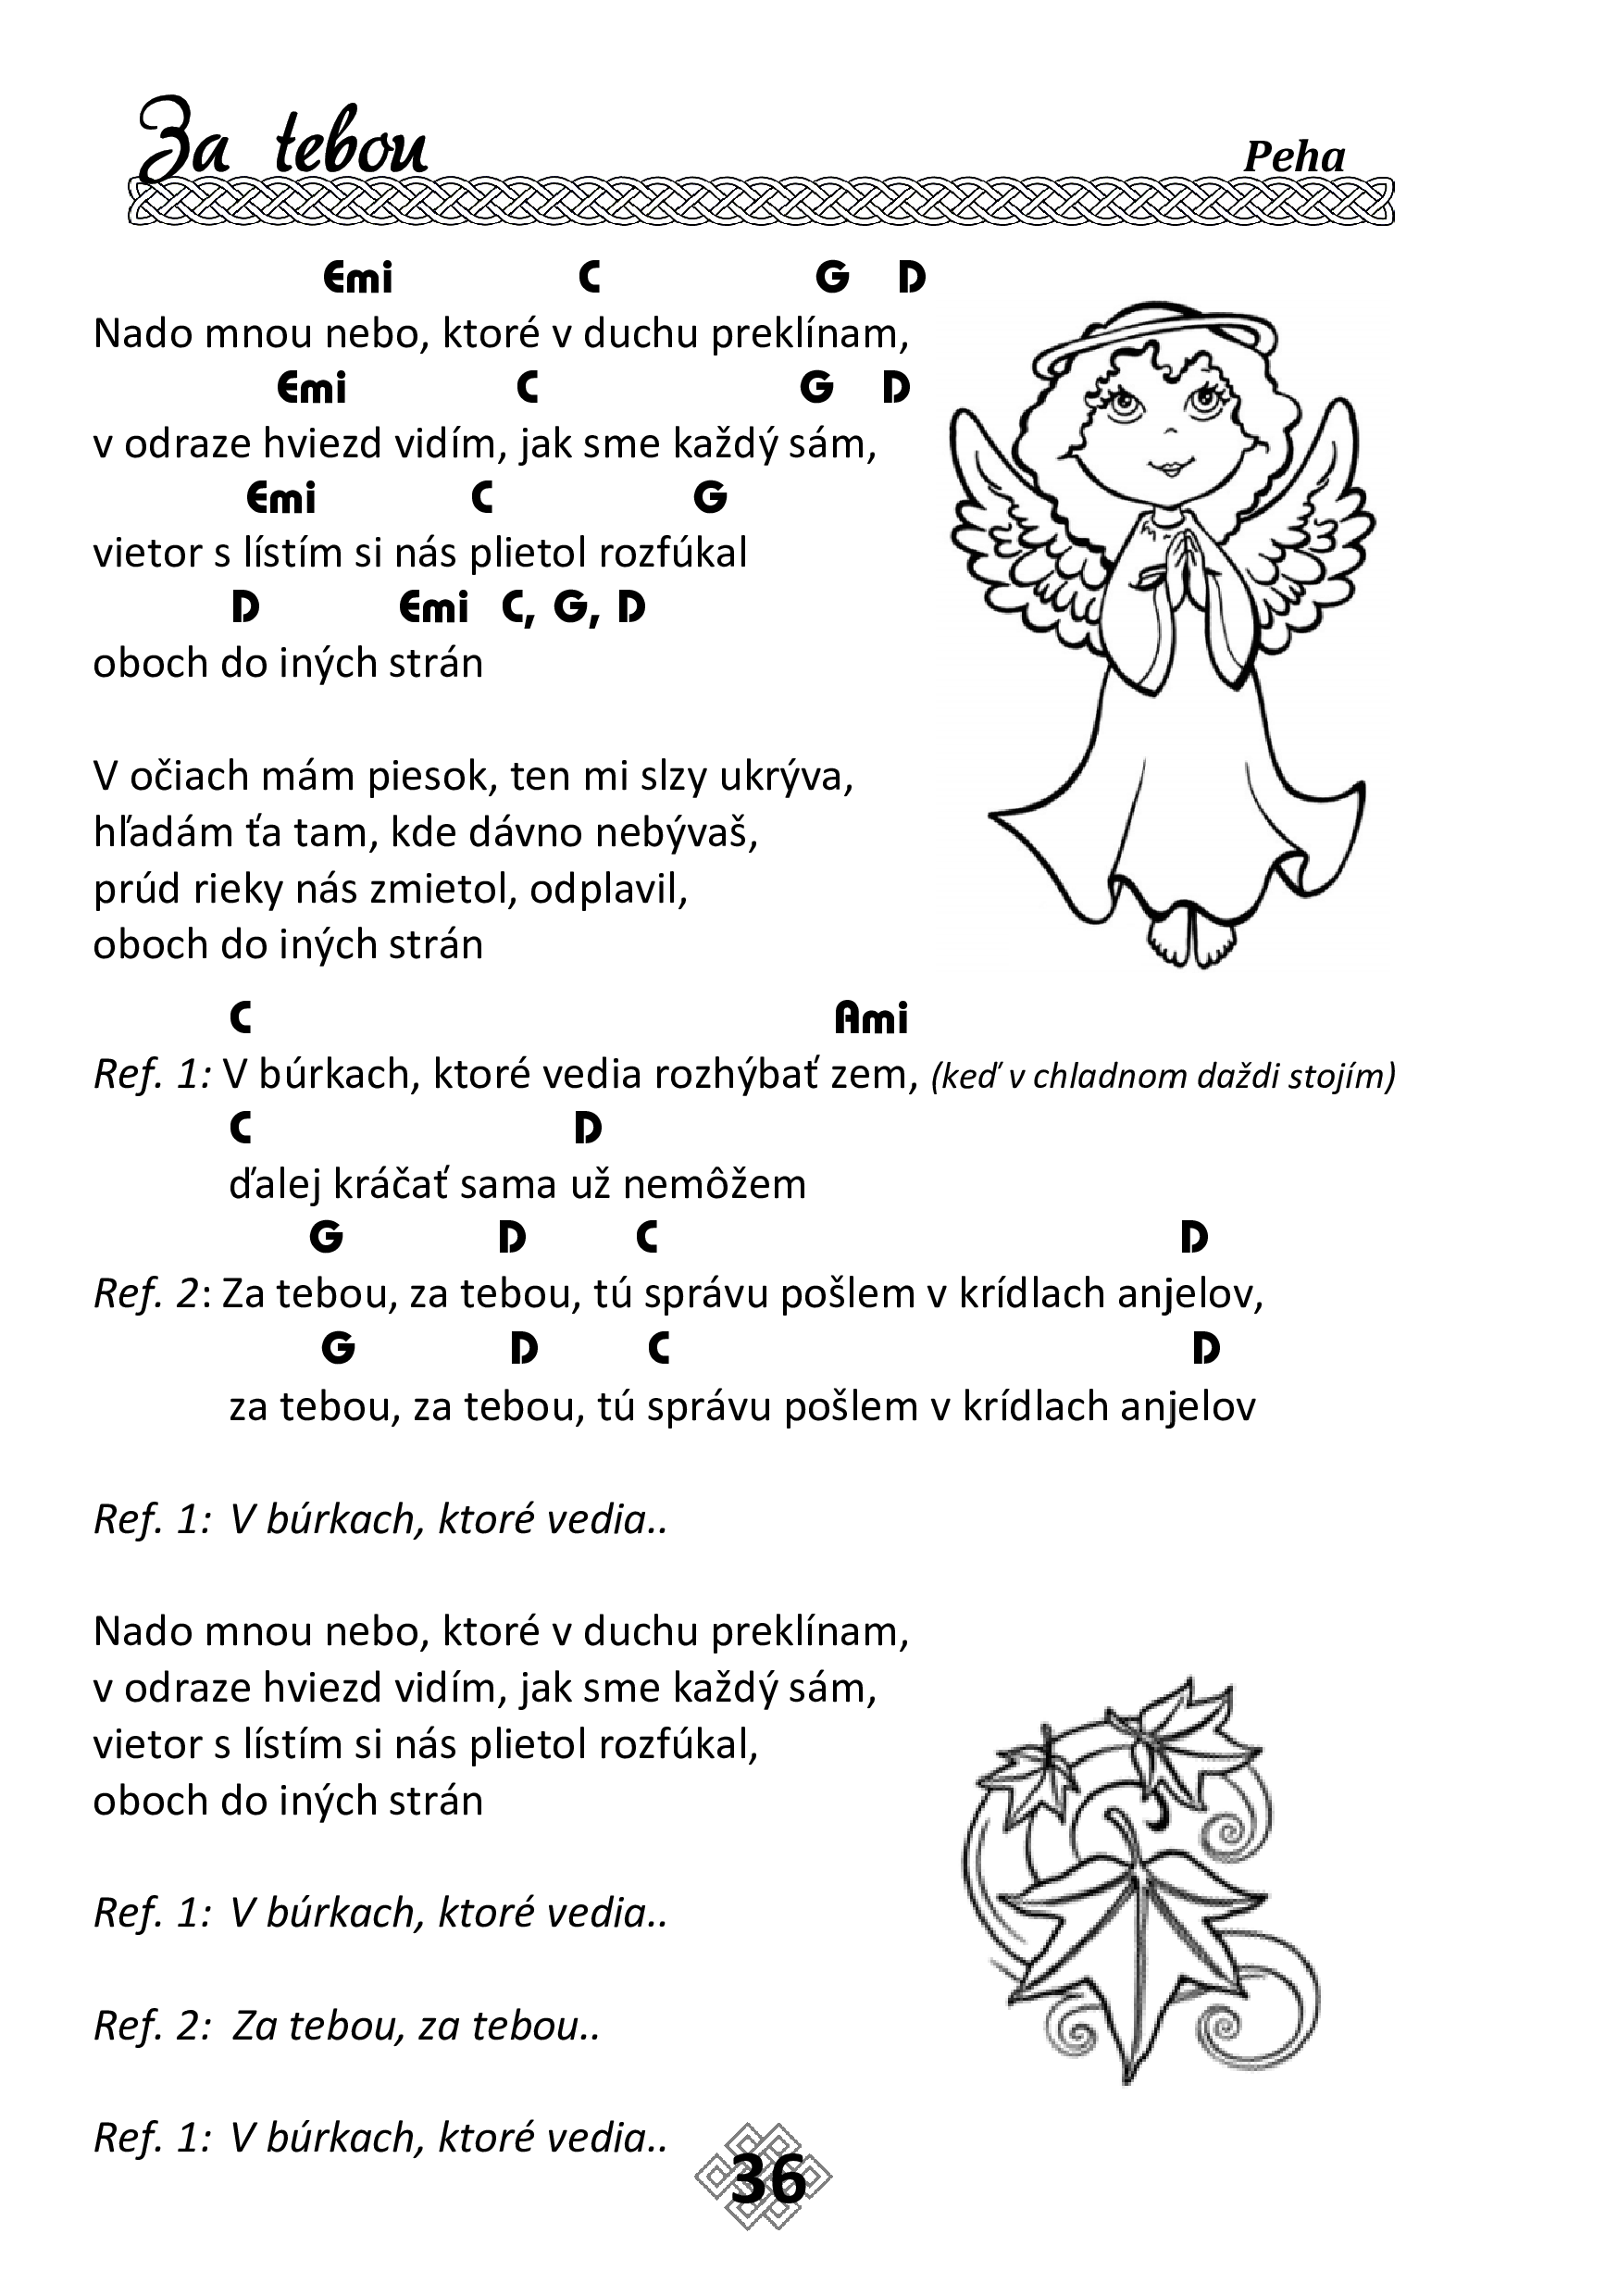 Za tebou
Peha
Emi C G D
Nado mnou nebo, ktoré v duchu preklínam,
Emi C G D
v odraze hviezd vidím, jak sme každý sám,
Emi C G
vietor s lístím si nás plietol rozfúkal
D Emi C, G, D
oboch do iných strán
V očiach mám piesok, ten mi slzy ukrýva,
hľadám ťa tam, kde dávno nebývaš,
prúd rieky nás zmietol, odplavil,
oboch do iných strán
C Ami
Ref. 1: V búrkach, ktoré vedia rozhýbať zem, (keď v chladnom daždi stojím)
C D
ďalej kráčať sama už nemôžem
G D C D
Ref. 2: Za tebou, za tebou, tú správu pošlem v krídlach anjelov,
G D C D
za tebou, za tebou, tú správu pošlem v krídlach anjelov
Ref. 1: V búrkach, ktoré vedia..
Nado mnou nebo, ktoré v duchu preklínam,
v odraze hviezd vidím, jak sme každý sám,
vietor s lístím si nás plietol rozfúkal,
oboch do iných strán
Ref. 1: V búrkach, ktoré vedia..
Ref. 2: Za tebou, za tebou..
Ref. 1: V búrkach, ktoré vedia..
36